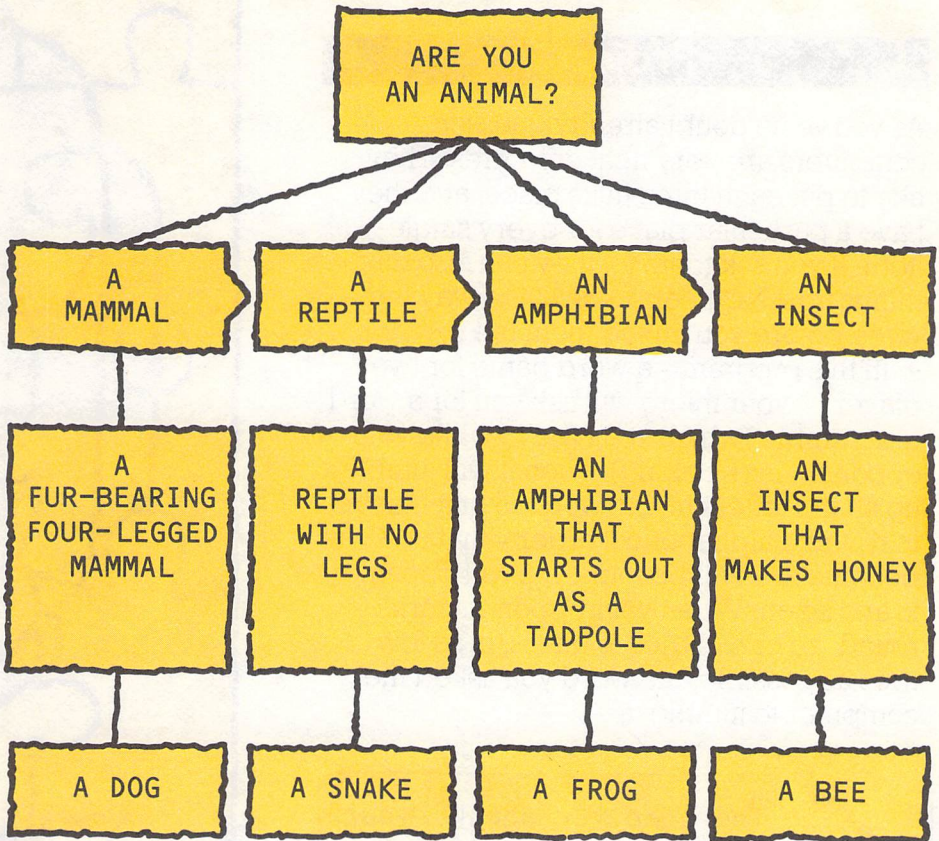 ARE YOU
AN ANIMAL?
A
MAMMAL
A
REPTILE
AN
AMPHIBIAN
AN
INSECT
A
FUR-BEARING
FOUR-LEGGED
MAMMAL
A
REPTILE
WITH NO
LEGS
AN
AMPHIBIAN
THAT
STARTS OUT
AS A
TADPOLE
AN
INSECT
THAT
MAKES HONEY
A DOG
A SNAKE
A FROG
A BEE